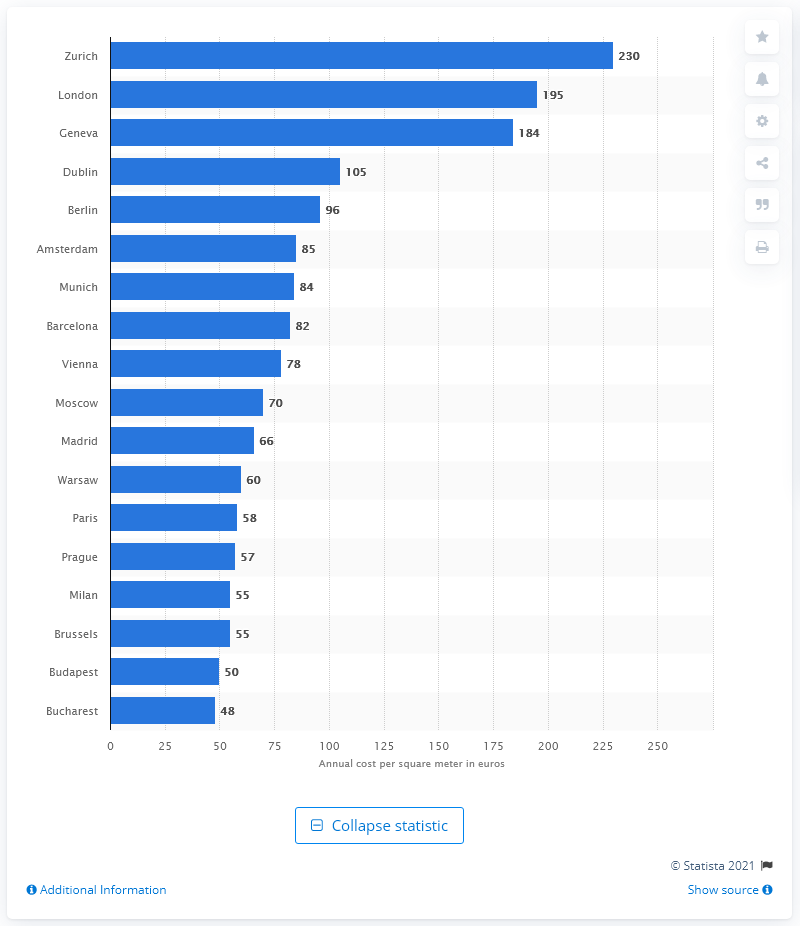 Zurich 230
London 195
Geneva 184
Dublin 105
Berlin 96
Amsterdam 85
Munich 84
Barcelona 82
Vienna 78
Moscow 70
Madrid 66
Warsaw 60
Paris 58
Prague 57
Milan 55
Brussels 55
Budapest 50
Bucharest 48
0 25 50 75 100 125 150 175 200 225 250
Annual cost per square meter in euros
Collapse statistic
© Statista 2021
Additional Information Show source